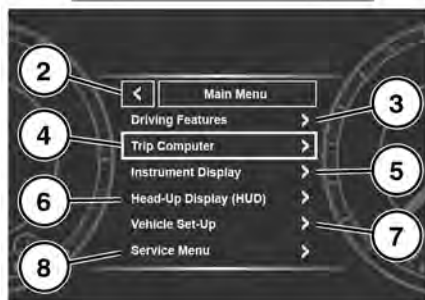 2
< Main Menu
3
Driving Features >
4
Trip Computer >
Instrument Display >
5
6
Head-Up Display (HUD) >
Vehicle Set-Up >
7
8
Service Menu >